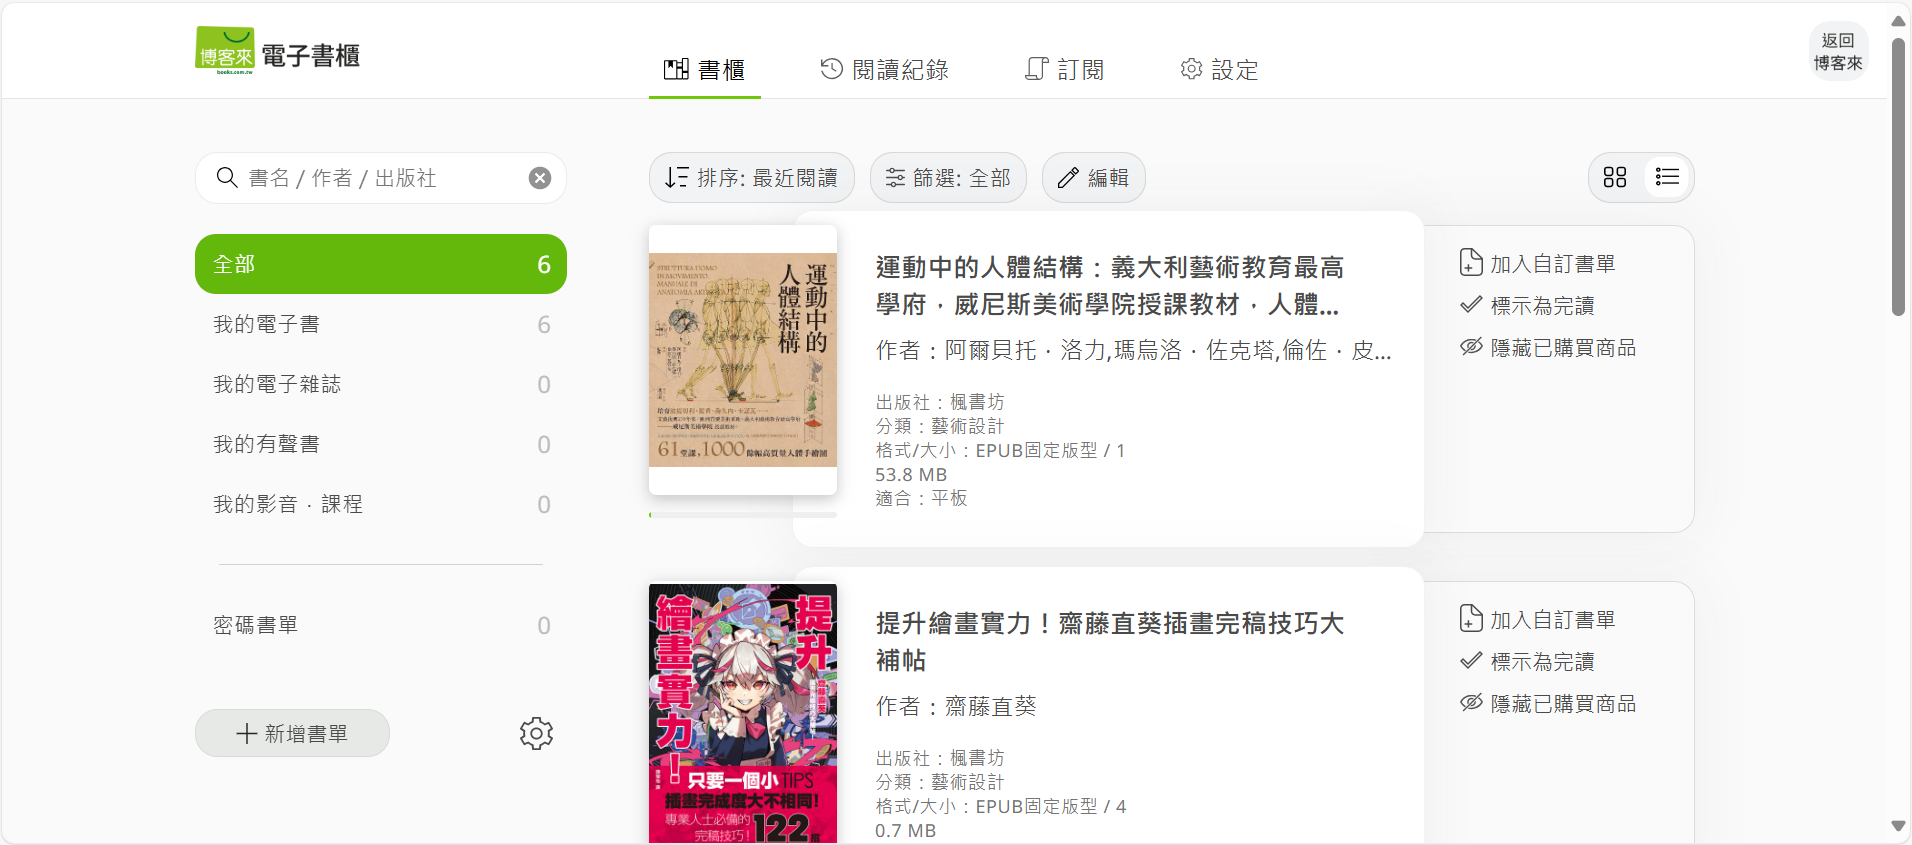 博客來
books.com.tw
電子書櫃
書櫃
閱讀紀錄
訂閱
設定
返回
博客來
書名 / 作者 / 出版社
排序: 最近閱讀
篩選: 全部
編輯
全部 6
我的電子書 6
我的電子雜誌 0
我的有聲書 0
我的影音．課程 0
密碼書單 0
新增書單
STRUTTURA UOMO
IN MOVIMENTO
MANUALE DI
ANATOMIA
運動中的
人體結構
61堂課，1000餘幅高質量人體手繪圖
運動中的人體結構：義大利藝術教育最高
學府．威尼斯美術學院授課教材．人體...
作者：阿爾貝托．洛力,瑪烏洛．佐克塔,倫佐．皮...
出版社：楓書坊
分類：藝術設計
格式/大小：EPUB固定版型 / 1
53.8 MB
適合：平板
加入自訂書單
標示為完讀
隱藏已購買商品
提升
繪畫實力！
齋藤直葵
只要一個小TIPS
插畫完成度大不相同！
專業人士必備的
完稿技巧！
122
提升繪畫實力！齋藤直葵插畫完稿技巧大
補帖
作者：齋藤直葵
出版社：楓書坊
分類：藝術設計
格式/大小：EPUB固定版型 / 4
0.7 MB
加入自訂書單
標示為完讀
隱藏已購買商品